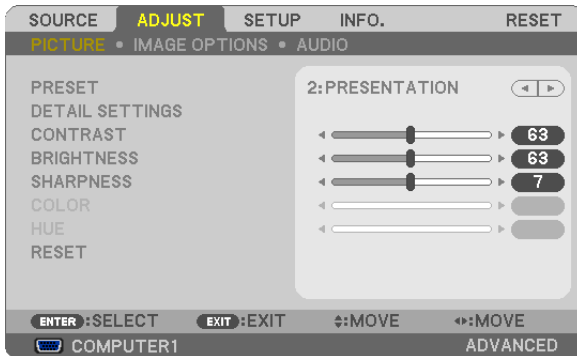 SOURCE ADJUST SETUP INFO. RESET
PICTURE • IMAGE OPTIONS • AUDIO
PRESET 2:PRESENTATION
DETAIL SETTINGS
CONTRAST 63
BRIGHTNESS 63
SHARPNESS 7
COLOR
HUE
RESET
ENTER:SELECT EXIT:EXIT :MOVE :MOVE
COMPUTER1 ADVANCED